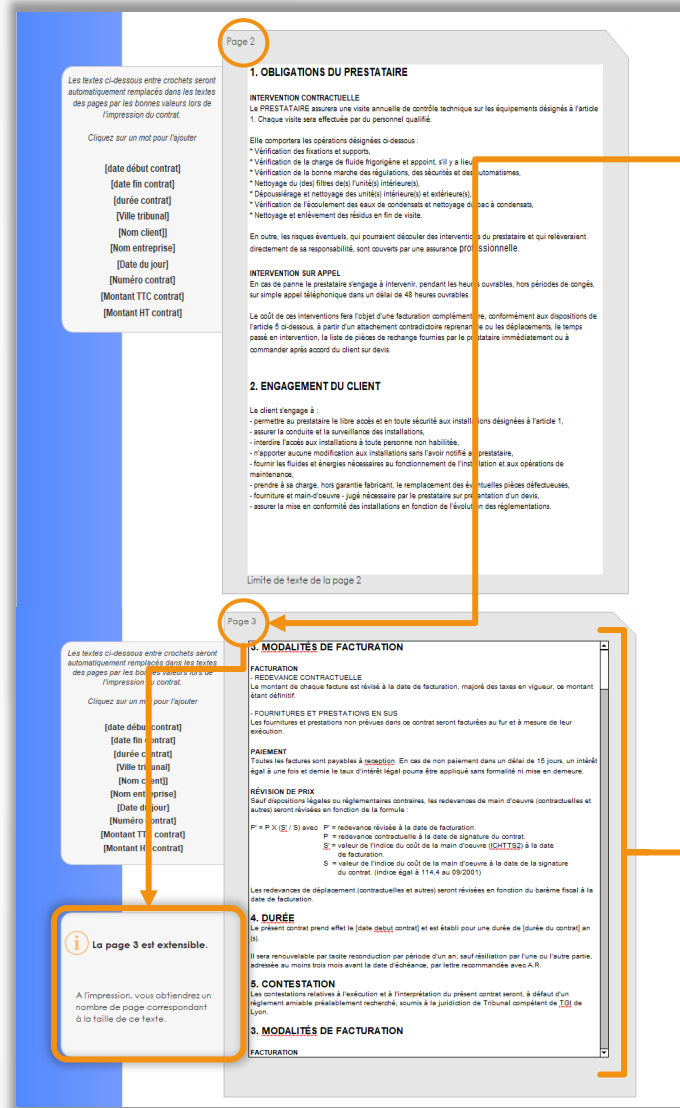 Page 2
Les textes ci-dessous entre crochets seront
automatiquement remplacés dans les textes
des pages par les bonnes valeurs lors de
l'impression du contrat.
Cliquez sur un mot pour l'ajouter
[date début contrat]
[date fin contrat]
[durée contrat]
[Ville tribunal]
[Nom client]]
[Nom entreprise]
[Date du jour]
[Numéro contrat]
[Montant TTC contrat]
[Montant HT contrat]
1. OBLIGATIONS DU PRESTATAIRE
INTERVENTION CONTRACTUELLE
Le PRESTATAIRE assurera une visite annuelle de contrôle technique sur les équipements désignés à l'article
1. Chaque visite sera effectuée par du personnel qualifié.
Elle comportera les opérations désignées ci-dessous :
* Vérification des fixations et supports,
* Vérification de la charge de fluide frigorigène et appoint, s'il y a lieu,
* Vérification de la bonne marche des régulations, des sécurités et des automatismes,
* Nettoyage du (des) filtres de(s) l'unité(s) intérieure(s),
* Dépoussiérage et nettoyage des unité(s) intérieure(s) et extérieure(s),
* Vérification de l'écoulement des eaux de condensats et nettoyage du bac à condensats,
* Nettoyage et enlèvement des résidus en fin de visite.
En outre, les risques éventuels, qui pourraient découler des interventions du prestataire et qui relèveraient
directement de sa responsabilité, sont couverts par une assurance professionnelle.
INTERVENTION SUR APPEL
En cas de panne le prestataire s'engage à intervenir, pendant les heures ouvrables, hors périodes de congés,
sur simple appel téléphonique dans un délai de 48 heures ouvrables.
Le coût de ces interventions fera l'objet d'une facturation complémentaire, conformément aux dispositions de
l'article 5 ci-dessous, à partir d'un attachement contradictoire reprenant le ou les déplacements, le temps
passé en intervention, la liste de pièces de rechange fournies par le prestataire immédiatement ou à
commander après accord du client sur devis.
2. ENGAGEMENT DU CLIENT
Le client s'engage à :
- permettre au prestataire le libre accès et en toute sécurité aux installations désignées à l'article 1,
- assurer la conduite et la surveillance des installations,
- interdire l'accès aux installations à toute personne non habilitée,
- n'apporter aucune modification aux installations sans l'avoir notifié au prestataire,
- fournir les fluides et énergies nécessaires au fonctionnement de l'installation et aux opérations de
maintenance,
- prendre à sa charge, hors garantie fabricant, le remplacement des éventuelles pièces défectueuses,
- fourniture et main-d'oeuvre - jugé nécessaire par le prestataire sur présentation d'un devis,
- assurer la mise en conformité des installations en fonction de l'évolution des réglementations.
Limite de texte de la page 2
Page 3
Les textes ci-dessous entre crochets seront
automatiquement remplacés dans les textes
des pages par les bonnes valeurs lors de
l'impression du contrat.
Cliquez sur un mot pour l'ajouter
[date début contrat]
[date fin contrat]
[durée contrat]
[Ville tribunal]
[Nom client]]
[Nom entreprise]
[Date du jour]
[Numéro contrat]
[Montant TTC contrat]
[Montant HT contrat]
La page 3 est extensible.
A l'impression, vous obtiendrez un
nombre de page correspondant
à la taille de ce texte.
3. MODALITÉS DE FACTURATION
FACTURATION
- REDEVANCE CONTRACTUELLE
Le montant de chaque facture est révisé à la date de facturation, majoré des taxes en vigueur, ce montant
étant définitif.
- FOURNITURES ET PRESTATIONS EN SUS
Les fournitures et prestations non prévues dans ce contrat seront facturées au fur et à mesure de leur
exécution.
PAIEMENT
Toutes les factures sont payables à reception. En cas de non paiement dans un délai de 15 jours, un intérêt
égal à une fois et demie le taux d'intérêt légal pourra être appliqué sans formalité ni mise en demeure.
RÉVISION DE PRIX
Sauf dispositions légales ou réglementaires contraires, les redevances de main d'oeuvre (contractuelles et
autres) seront révisées en fonction de la formule :
P' = P X (S' / S) avec P' = redevance révisée à la date de facturation.
P = redevance contractuelle à la date de signature du contrat.
S' = valeur de l'indice du coût de la main d'oeuvre (ICHTTS2) à la date
de facturation.
S = valeur de l'indice du coût de la main d'oeuvre à la date de la signature
du contrat. (indice égal à 114,4 au 09/2001)
Les redevances de déplacement (contractuelles et autres) seront révisées en fonction du barème fiscal à la
date de facturation.
4. DURÉE
Le présent contrat prend effet le [date debut contrat] et est établi pour une durée de [durée du contrat] an
(s).
Il sera renouvelable par tacite reconduction par période d'un an, sauf résiliation par l'une ou l'autre partie,
adressée au moins trois mois avant la date d'échéance, par lettre recommandée avec A.R.
5. CONTESTATION
Les contestations relatives à l'exécution et à l'interprétation du présent contrat seront, à défaut d'un
règlement amiable préalablement recherché, soumis à la juridiction de Tribunal compétent de TGI de
Lyon.
3. MODALITÉS DE FACTURATION
FACTURATION